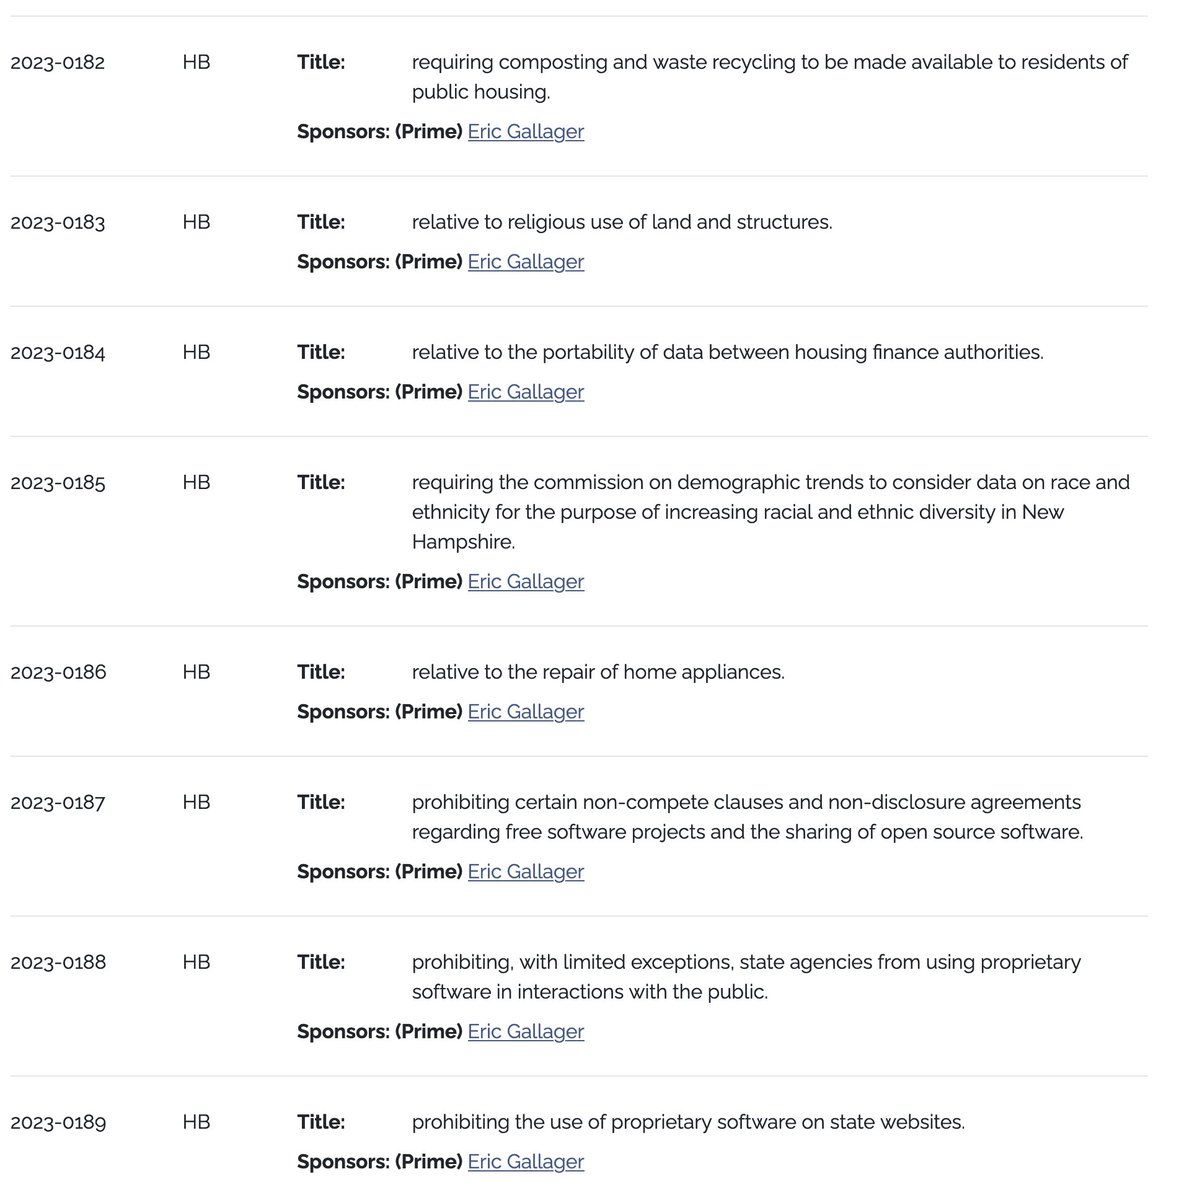 2023-0182 HB Title: requiring composting and waste recycling to be made available to residents of
public housing.
Sponsors: (Prime) Eric Gallager
2023-0183 HB Title: relative to religious use of land and structures.
Sponsors: (Prime) Eric Gallager
2023-0184 HB Title: relative to the portability of data between housing finance authorities.
Sponsors: (Prime) Eric Gallager
2023-0185 HB Title: requiring the commission on demographic trends to consider data on race and
ethnicity for the purpose of increasing racial and ethnic diversity in New
Hampshire.
Sponsors: (Prime) Eric Gallager
2023-0186 HB Title: relative to the repair of home appliances.
Sponsors: (Prime) Eric Gallager
2023-0187 HB Title: prohibiting certain non-compete clauses and non-disclosure agreements
regarding free software projects and the sharing of open source software.
Sponsors: (Prime) Eric Gallager
2023-0188 HB Title: prohibiting, with limited exceptions, state agencies from using proprietary
software in interactions with the public.
Sponsors: (Prime) Eric Gallager
2023-0189 HB Title: prohibiting the use of proprietary software on state websites.
Sponsors: (Prime) Eric Gallager